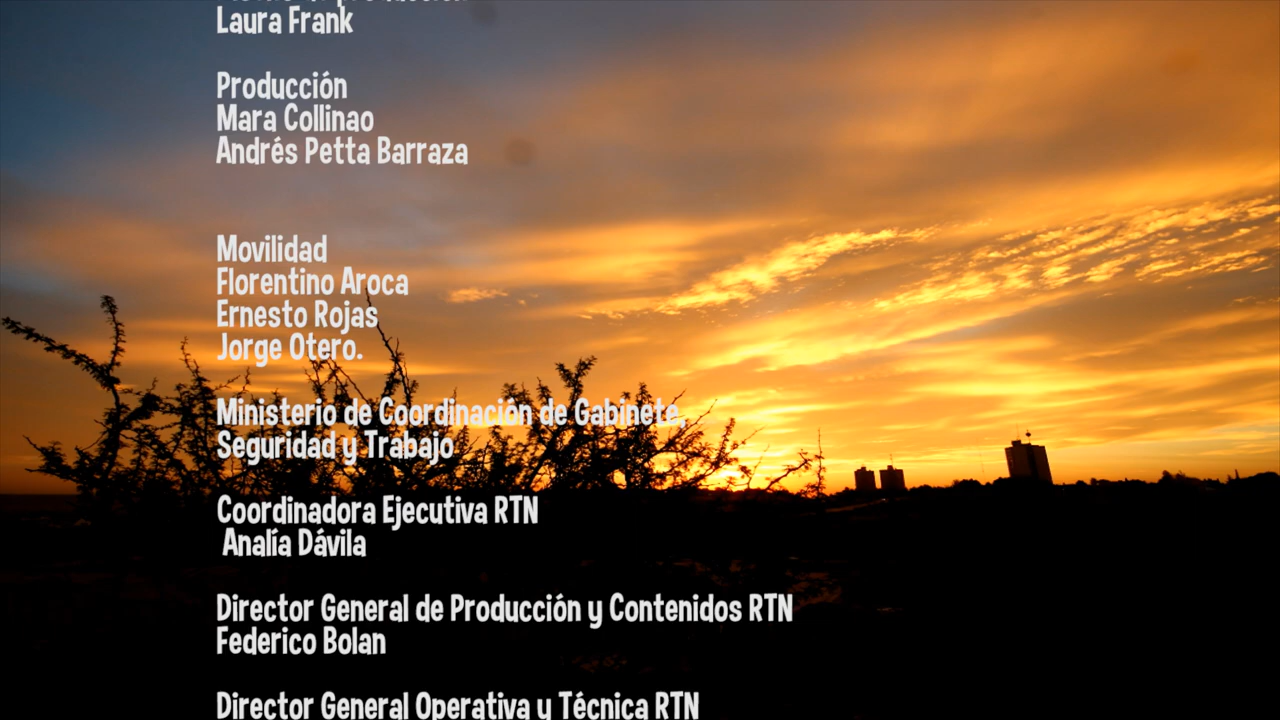 Laura Frank
Producción
Mara Collinao
Andrés Petta Barraza
Movilidad
Florentino Aroca
Ernesto Rojas
Jorge Otero.
Ministerio de Coordinación de Gabinete,
Seguridad y Trabajo
Coordinadora Ejecutiva RTN
Analía Dávila
Director General de Producción y Contenidos RTN
Federico Bolan
Director General Operativa y Técnica RTN